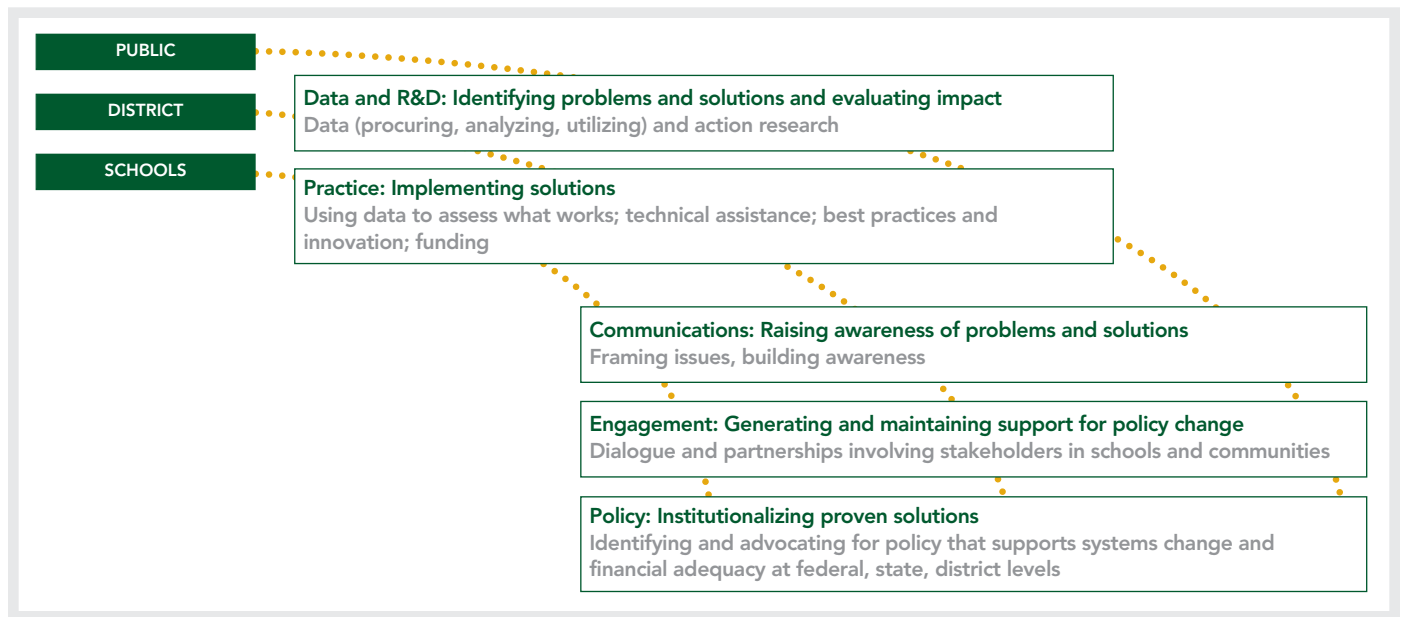 PUBLIC
DISTRICT
SCHOOLS
Data and R&D: Identifying problems and solutions and evaluating impact
Data (procuring, analyzing, utilizing) and action research
Practice: Implementing solutions
Using data to assess what works; technical assistance; best practices and
innovation; funding
Communications: Raising awareness of problems and solutions
Framing issues, building awareness
Engagement: Generating and maintaining support for policy change
Dialogue and partnerships involving stakeholders in schools and communities
Policy: Institutionalizing proven solutions
Identifying and advocating for policy that supports systems change and
financial adequacy at federal, state, district levels